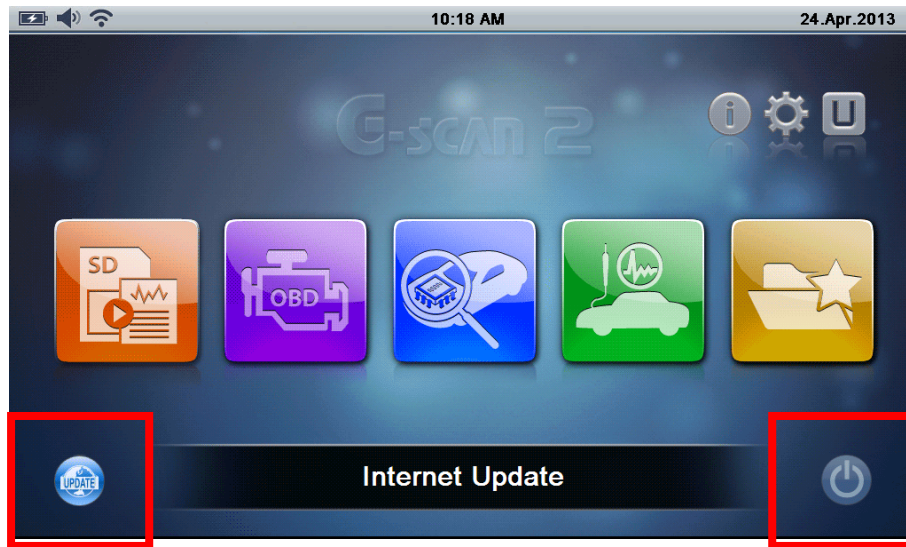 10:18 AM
24.Apr.2013
G-scan 2
i
U
SD
OBD
UPDATE
Internet Update